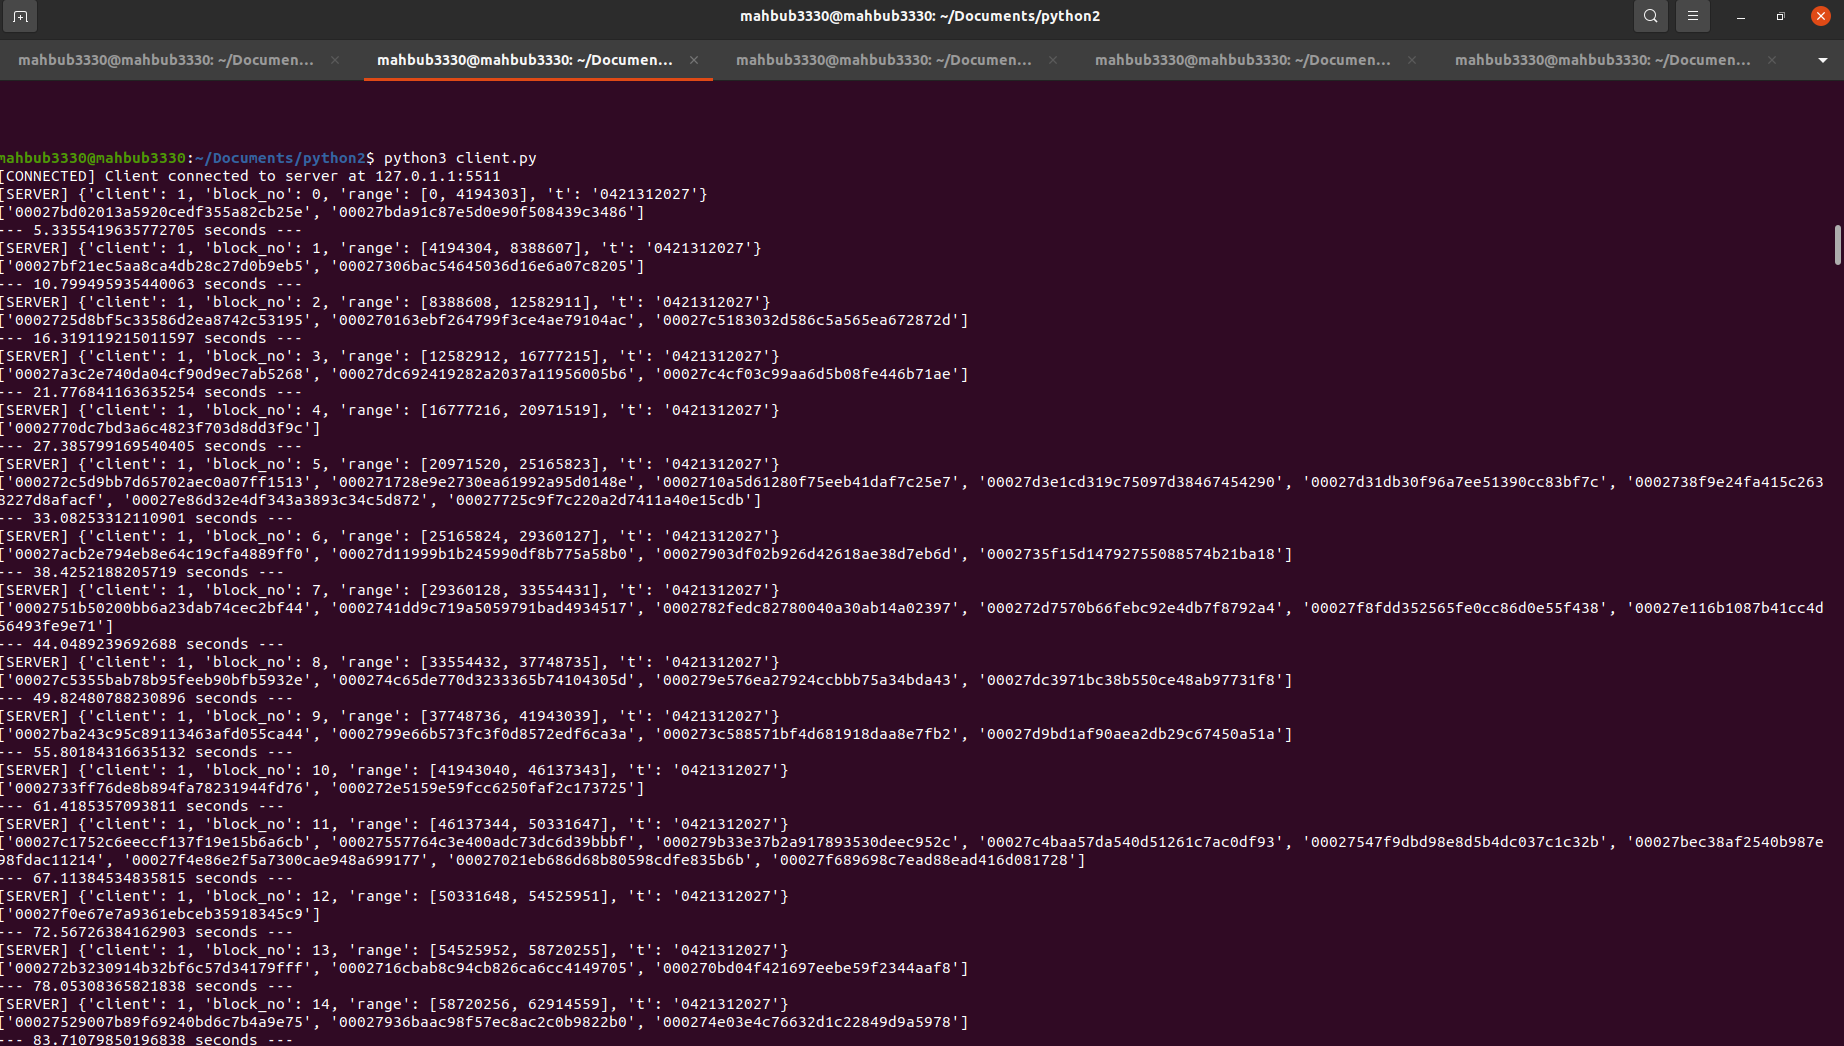 mahbub3330@mahbub3330: ~/Documents/python2
mahbub3330@mahbub3330: ~/Documen...
mahbub3330@mahbub3330: ~/Documen...
mahbub3330@mahbub3330: ~/Documen...
mahbub3330@mahbub3330: ~/Documen...
mahbub3330@mahbub3330: ~/Documen...
mahbub3330@mahbub3330:~/Documents/python2$ python3 client.py
[CONNECTED] Client connected to server at 127.0.1.1:5511
[SERVER] {'client': 1, 'block_no': 0, 'range': [0, 4194303], 't': '0421312027'}
['00027bd02013a5920cedf355a82cb25e', '00027bda91c87e5d0e90f508439c3486']
--- 5.3355419635772705 seconds ---
[SERVER] {'client': 1, 'block_no': 1, 'range': [4194304, 8388607], 't': '0421312027'}
['00027bf21ec5aa8ca4db28c27d0b9eb5', '00027306bac54645036d16e6a07c8205']
--- 10.799495935440063 seconds ---
[SERVER] {'client': 1, 'block_no': 2, 'range': [8388608, 12582911], 't': '0421312027'}
['0002725d8bf5c33586d2ea8742c53195', '000270163ebf264799f3ce4ae79104ac', '00027c5183032d586c5a565ea672872d']
--- 16.319119215011597 seconds ---
[SERVER] {'client': 1, 'block_no': 3, 'range': [12582912, 16777215], 't': '0421312027'}
['00027a3c2e740da04cf90d9ec7ab5268', '00027dc692419282a2037a11956005b6', '00027c4cf03c99aa6d5b08fe446b71ae']
--- 21.776841163635254 seconds ---
[SERVER] {'client': 1, 'block_no': 4, 'range': [16777216, 20971519], 't': '0421312027'}
['0002770dc7bd3a6c4823f703d8dd3f9c']
--- 27.385799169540405 seconds ---
[SERVER] {'client': 1, 'block_no': 5, 'range': [20971520, 25165823], 't': '0421312027'}
['000272c5d9bb7d65702aec0a07ff1513', '000271728e9e2730ea61992a95d0148e', '0002710a5d61280f75eeb41daf7c25e7', '00027d3e1cd319c75097d38467454290', '00027d31db30f96a7ee51390cc83bf7c', '0002738f9e24fa415c263
8227d8afacf', '00027e86d32e4df343a3893c34c5d872', '00027725c9f7c220a2d7411a40e15cdb']
--- 33.08253312110901 seconds ---
[SERVER] {'client': 1, 'block_no': 6, 'range': [25165824, 29360127], 't': '0421312027'}
['00027acb2e794eb8e64c19cfa4889ff0', '00027d11999b1b245990df8b775a58b0', '00027903df02b926d42618ae38d7eb6d', '0002735f15d14792755088574b21ba18']
--- 38.4252188205719 seconds ---
[SERVER] {'client': 1, 'block_no': 7, 'range': [29360128, 33554431], 't': '0421312027'}
['0002751b50200bb6a23dab74cec2bf44', '0002741dd9c719a5059791bad4934517', '0002782fedc82780040a30ab14a02397', '000272d7570b66febc92e4db7f8792a4', '00027f8fdd352565fe0cc86d0e55f438', '00027e116b1087b41cc4d
56493fe9e71']
--- 44.0489239692688 seconds ---
[SERVER] {'client': 1, 'block_no': 8, 'range': [33554432, 37748735], 't': '0421312027'}
['00027c5355bab78b95feeb90bfb5932e', '000274c65de770d3233365b74104305d', '000279e576ea27924ccbbb75a34bda43', '00027dc3971bc38b550ce48ab97731f8']
--- 49.82480788230896 seconds ---
[SERVER] {'client': 1, 'block_no': 9, 'range': [37748736, 41943039], 't': '0421312027'}
['00027ba243c95c89113463afd055ca44', '0002799e66b573fc3f0d8572edf6ca3a', '000273c588571bf4d681918daa8e7fb2', '00027d9bd1af90aea2db29c67450a51a']
--- 55.80184316635132 seconds ---
[SERVER] {'client': 1, 'block_no': 10, 'range': [41943040, 46137343], 't': '0421312027'}
['0002733ff76de8b894fa78231944fd76', '000272e5159e59fcc6250faf2c173725']
--- 61.4185357093811 seconds ---
[SERVER] {'client': 1, 'block_no': 11, 'range': [46137344, 50331647], 't': '0421312027'}
['00027c1752c6eeccf137f19e15b6a6cb', '00027557764c3e400adc73dc6d39bbbf', '000279b33e37b2a917893530deec952c', '00027c4baa57da540d51261c7ac0df93', '00027547f9dbd98e8d5b4dc037c1c32b', '00027bec38af2540b987e
98fdac11214', '00027f4e86e2f5a7300cae948a699177', '00027021eb686d68b80598cdfe835b6b', '00027f689698c7ead88ead416d081728']
--- 67.11384534835815 seconds ---
[SERVER] {'client': 1, 'block_no': 12, 'range': [50331648, 54525951], 't': '0421312027'}
['00027f0e67e7a9361ebceb35918345c9']
--- 72.56726384162903 seconds ---
[SERVER] {'client': 1, 'block_no': 13, 'range': [54525952, 58720255], 't': '0421312027'}
['000272b3230914b32bf6c57d34179fff', '0002716cbab8c94cb826ca6cc4149705', '000270bd04f421697eebe59f2344aaf8']
--- 78.05308365821838 seconds ---
[SERVER] {'client': 1, 'block_no': 14, 'range': [58720256, 62914559], 't': '0421312027'}
['00027529007b89f69240bd6c7b4a9e75', '00027936baac98f57ec8ac2c0b9822b0', '000274e03e4c76632d1c22849d9a5978']
--- 83.71079850196838 seconds ---